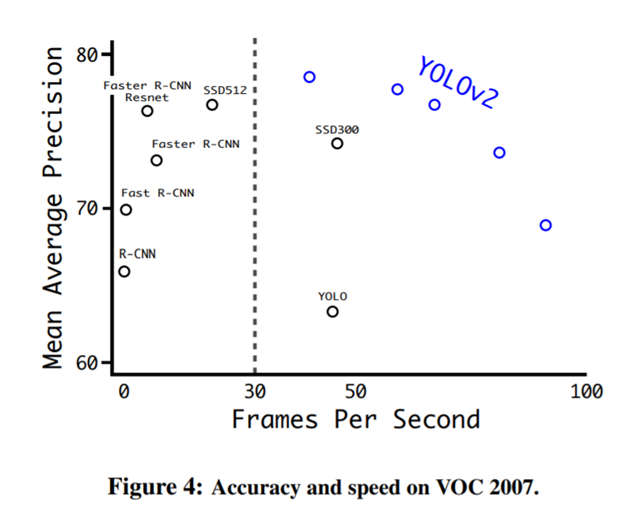 80
Faster R-CNN
Resnet
SSD512
YOLOv2
SSD300
Faster R-CNN
70
Fast R-CNN
R-CNN
YOLO
60
Mean Average Precision
0 30 50 100
Frames Per Second
Figure 4: Accuracy and speed on VOC 2007.